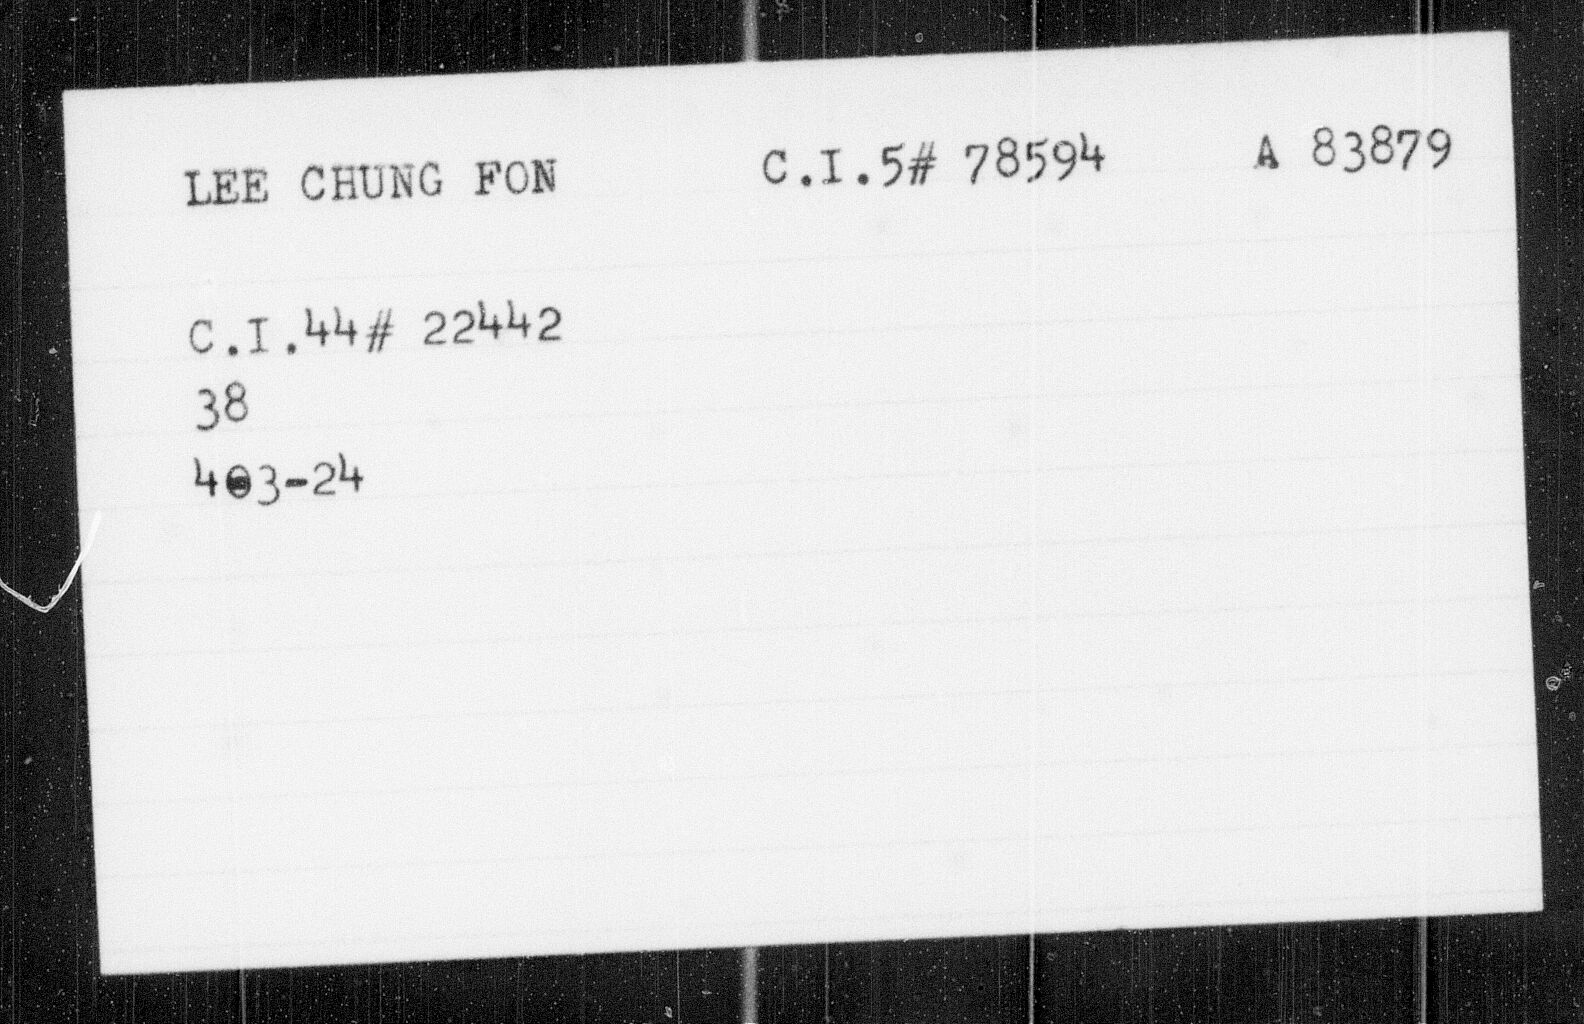 LEE CHUNG FON C.I.5# 78594 A 83879
C.I.44# 22442
38
403-24